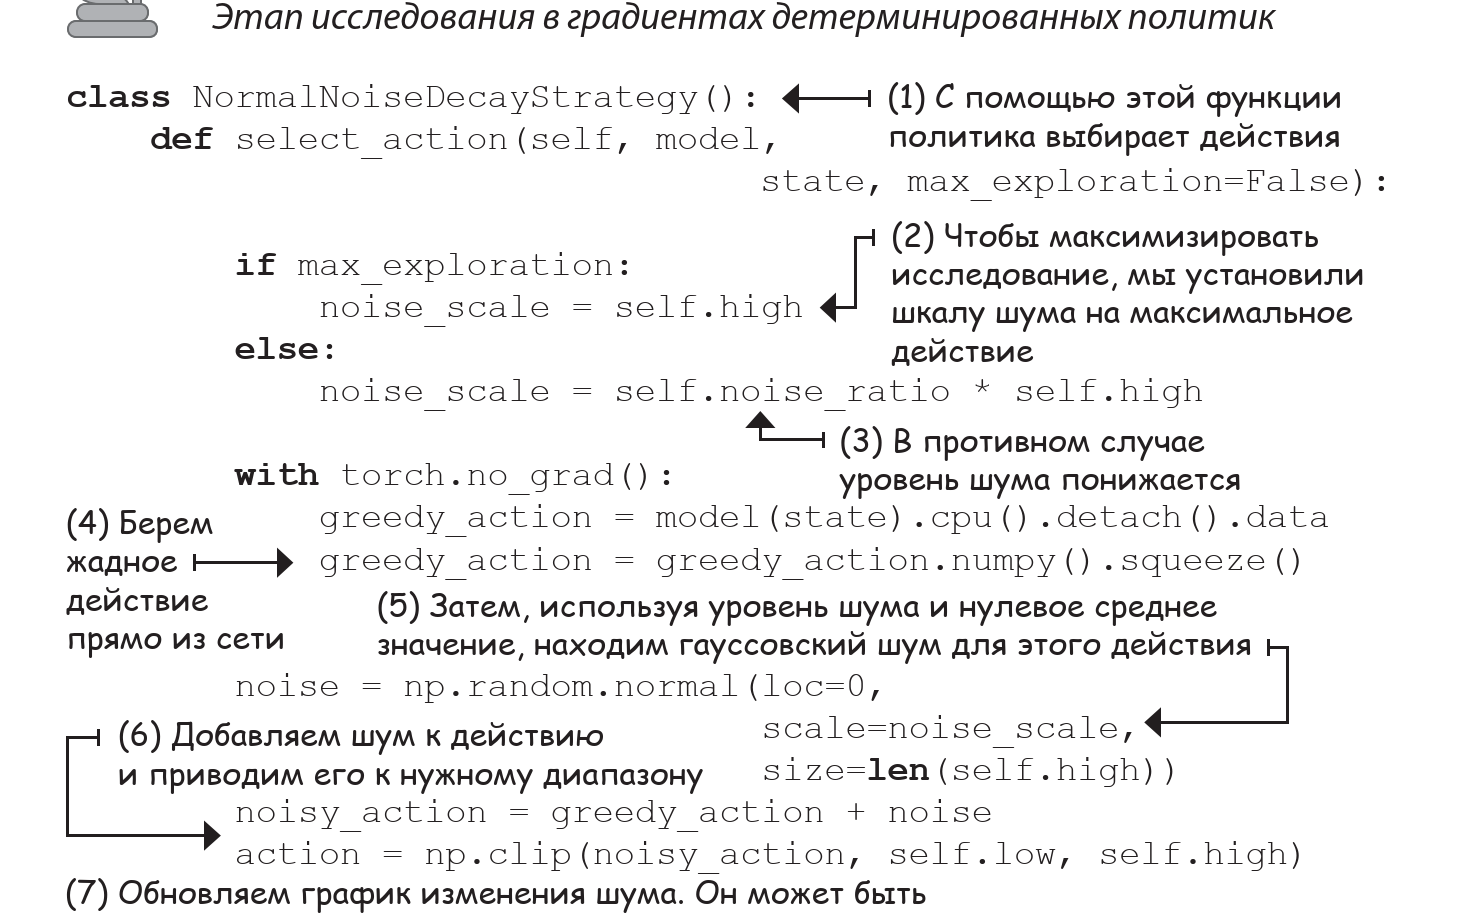 Этап исследования в градиентах детерминированных политик
class NormalNoiseDecayStrategy():
(1) С помощью этой функции
политика выбирает действия
def select_action(self, model,
state, max_exploration=False):
(2) Чтобы максимизировать
исследование, мы установили
шкалу шума на максимальное
действие
if max_exploration:
noise_scale = self.high
else:
noise_scale = self.noise_ratio * self.high
(3) В противном случае
уровень шума понижается
with torch.no_grad():
greedy_action = model(state).cpu().detach().data
greedy_action = greedy_action.numpy().squeeze()
(4) Берем
жадное
действие
прямо из сети
(5) Затем, используя уровень шума и нулевое среднее
значение, находим гауссовский шум для этого действия
noise = np.random.normal(loc=0,
scale=noise_scale,
size=len(self.high))
(6) Добавляем шум к действию
и приводим его к нужному диапазону
noisy_action = greedy_action + noise
action = np.clip(noisy_action, self.low, self.high)
(7) Обновляем график изменения шума. Он может быть